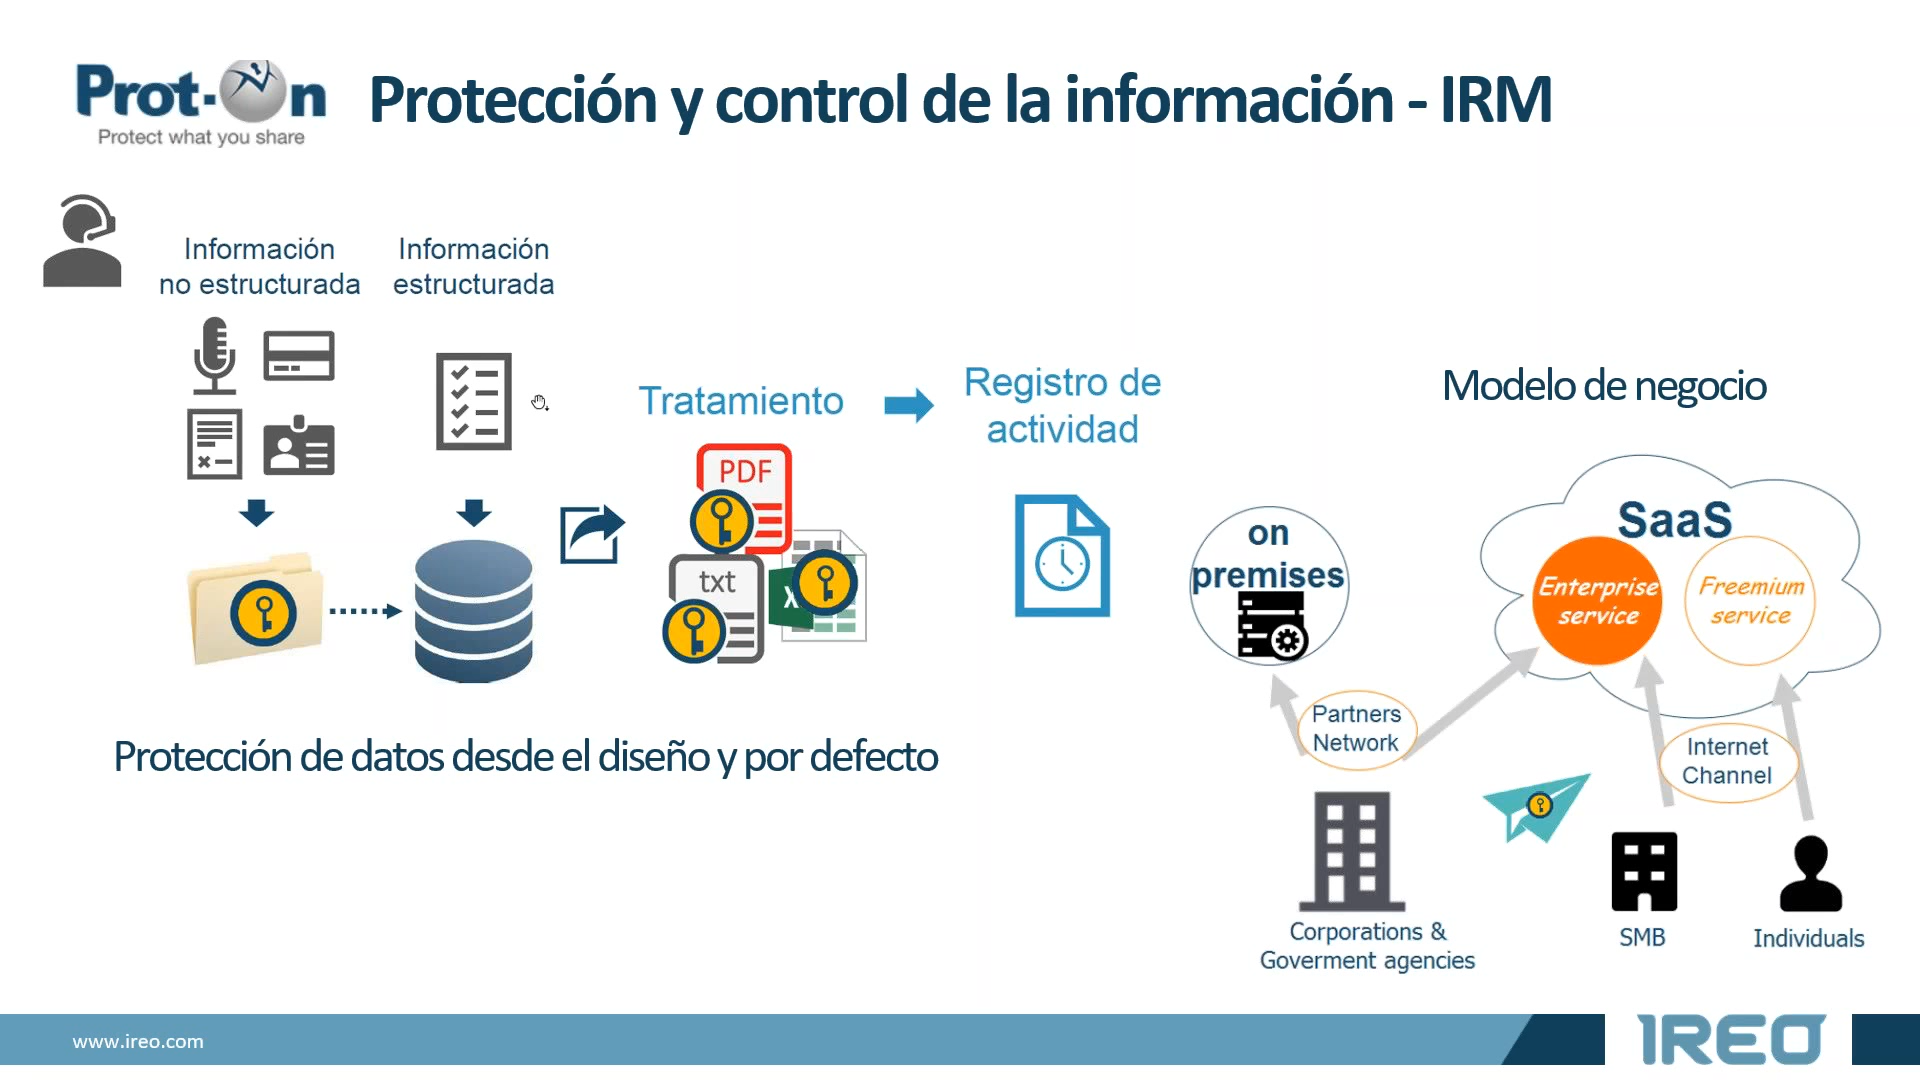 Prot-On
Protect what you share
Protección y control de la información - IRM
Información
no estructurada
Información
estructurada
Tratamiento
Registro de
actividad
PDF
txt
X
Protección de datos desde el diseño y por defecto
Modelo de negocio
on
premises
SaaS
Enterprise
service
Freemium
service
Partners
Network
Internet
Channel
Corporations &
Goverment agencies
SMB
Individuals
www.ireo.com
IREO